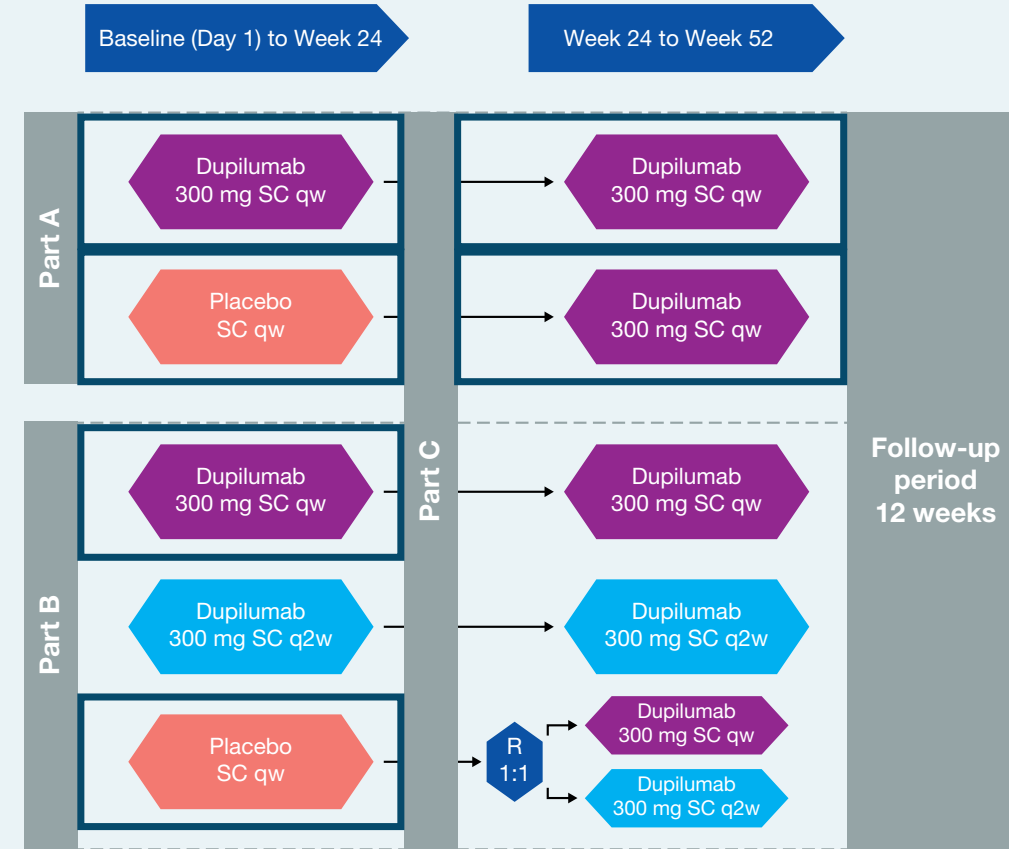 Baseline (Day 1) to Week 24
Week 24 to Week 52
Part A
Dupilumab
300 mg SC qw
Dupilumab
300 mg SC qw
Placebo
SC qw
Dupilumab
300 mg SC qw
Part B
Dupilumab
300 mg SC qw
Part C
Dupilumab
300 mg SC qw
Follow-up
period
12 weeks
Dupilumab
300 mg SC q2w
Dupilumab
300 mg SC q2w
Placebo
SC qw
R
1:1
Dupilumab
300 mg SC qw
Dupilumab
300 mg SC q2w